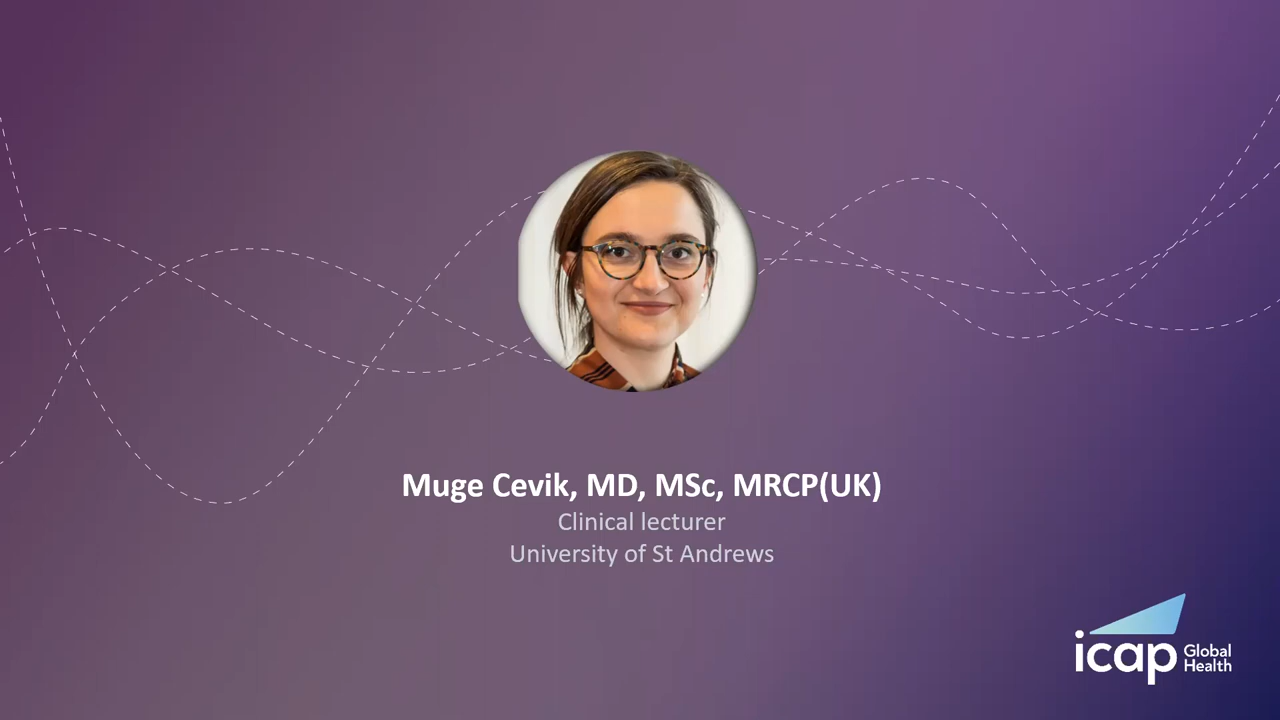 Muge Cevik, MD, MSc, MRCP(UK)
Clinical lecturer
University of St Andrews
icap Global
Health